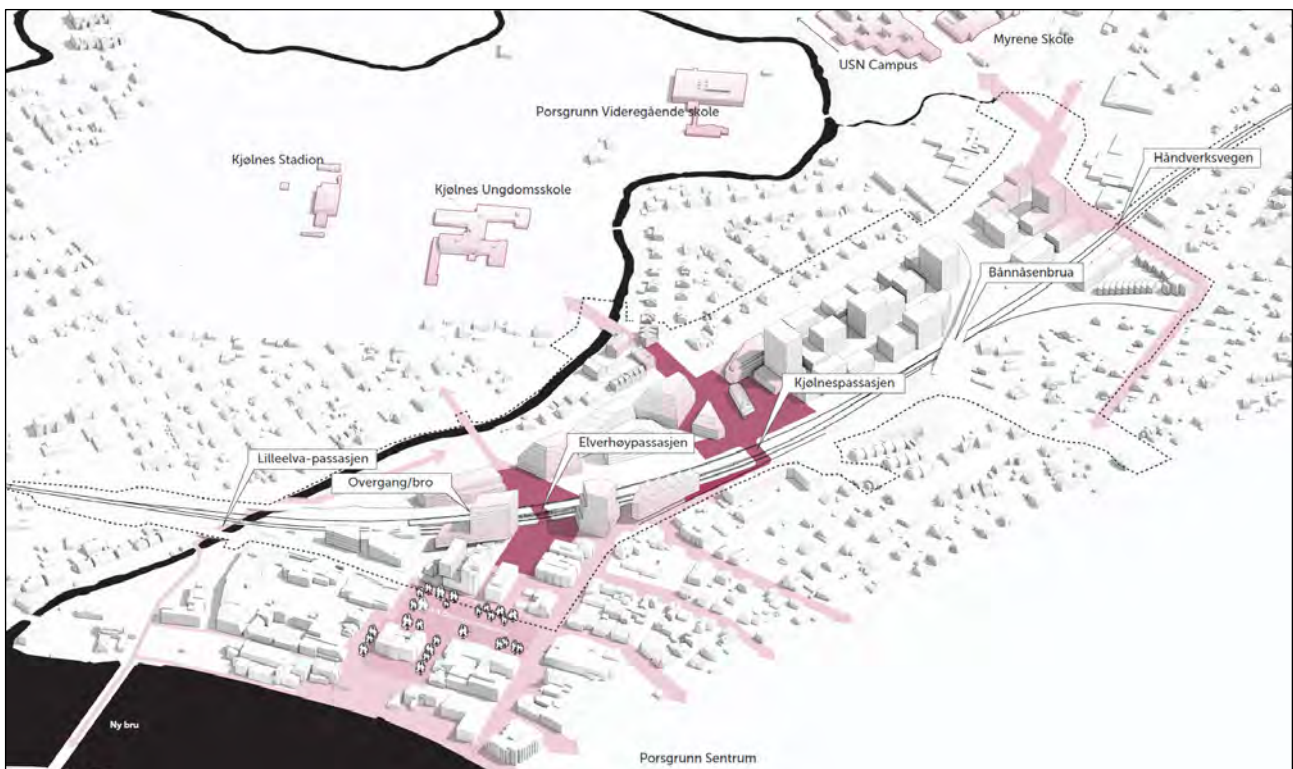 Myrene Skole
USN Campus
Porsgrunn Videregående skole
Håndverksvegen
Kjølnes Stadion
Kjølnes Ungdomsskole
Bånnåsenbrua
Kjølnespassasjen
Elverhøypassasjen
Lilleelva-passasjen
Overgang/bro
Ny bru
Porsgrunn Sentrum